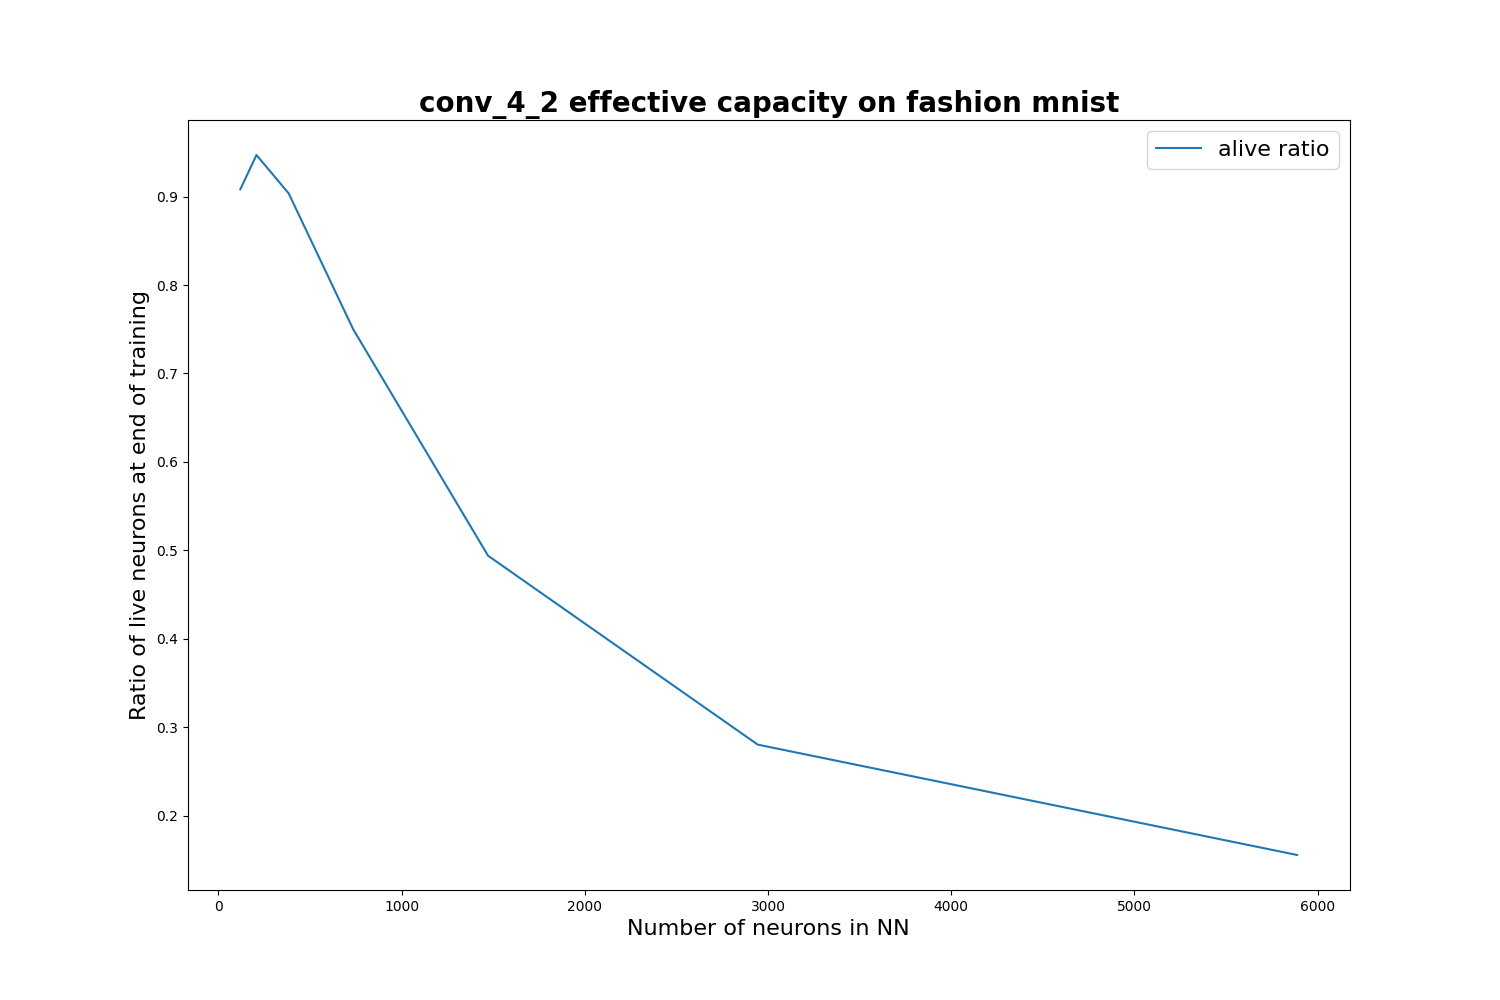 conv_4_2 effective capacity on fashion mnist
alive ratio
Ratio of live neurons at end of training
0.9
0.8
0.7
0.6
0.5
0.4
0.3
0.2
0 1000 2000 3000 4000 5000 6000
Number of neurons in NN